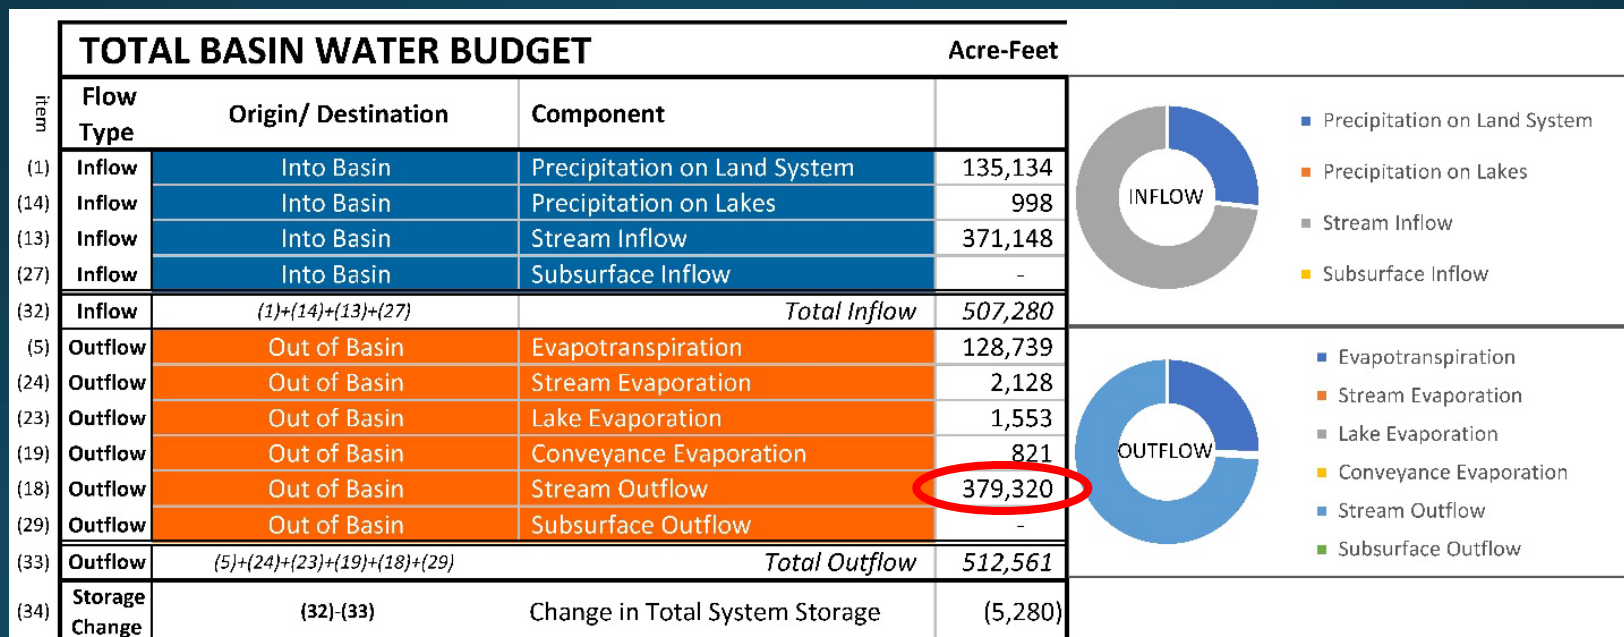 TOTAL BASIN WATER BUDGET Acre-Feet
item Flow Type Origin/ Destination Component
(1) Inflow Into Basin Precipitation on Land System 135,134
(14) Inflow Into Basin Precipitation on Lakes 998
(13) Inflow Into Basin Stream Inflow 371,148
(27) Inflow Into Basin Subsurface Inflow -
(32) Inflow (1)+(14)+(13)+(27) Total Inflow 507,280
(5) Outflow Out of Basin Evapotranspiration 128,739
(24) Outflow Out of Basin Stream Evaporation 2,128
(23) Outflow Out of Basin Lake Evaporation 1,553
(19) Outflow Out of Basin Conveyance Evaporation 821
(18) Outflow Out of Basin Stream Outflow 379,320
(29) Outflow Out of Basin Subsurface Outflow -
(33) Outflow (5)+(24)+(23)+(19)+(18)+(29) Total Outflow 512,561
(34) Storage Change (32)-(33) Change in Total System Storage (5,280)
INFLOW
Precipitation on Land System
Precipitation on Lakes
Stream Inflow
Subsurface Inflow
OUTFLOW
Evapotranspiration
Stream Evaporation
Lake Evaporation
Conveyance Evaporation
Stream Outflow
Subsurface Outflow